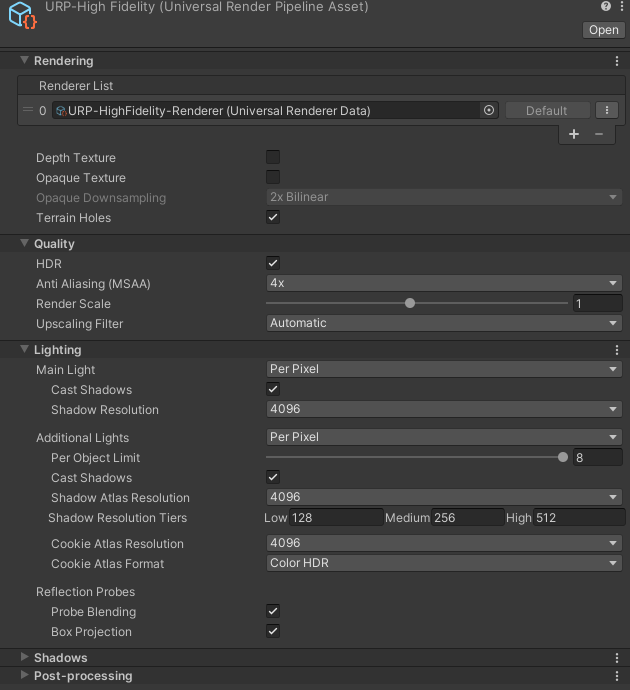 URP-High Fidelity (Universal Render Pipeline Asset)
Open
Rendering
Renderer List
0 URP-HighFidelity-Renderer (Universal Renderer Data) Default
Depth Texture
Opaque Texture
Opaque Downsampling 2x Bilinear
Terrain Holes
Quality
HDR
Anti Aliasing (MSAA) 4x
Render Scale 1
Upscaling Filter Automatic
Lighting
Main Light Per Pixel
Cast Shadows
Shadow Resolution 4096
Additional Lights Per Pixel
Per Object Limit 8
Cast Shadows
Shadow Atlas Resolution 4096
Shadow Resolution Tiers Low 128 Medium 256 High 512
Cookie Atlas Resolution 4096
Cookie Atlas Format Color HDR
Reflection Probes
Probe Blending
Box Projection
Shadows
Post-processing